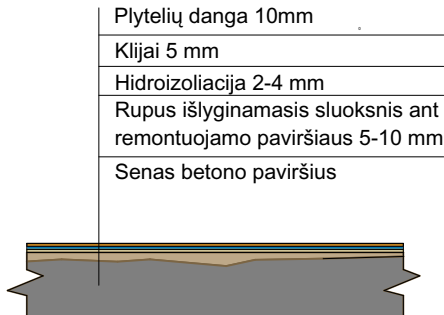 Plytelių danga 10mm
Klijai 5 mm
Hidroizoliacija 2-4 mm
Rupus išlyginamasis sluoksnis ant
remontuojamo paviršiaus 5-10 mm
Senas betono paviršius